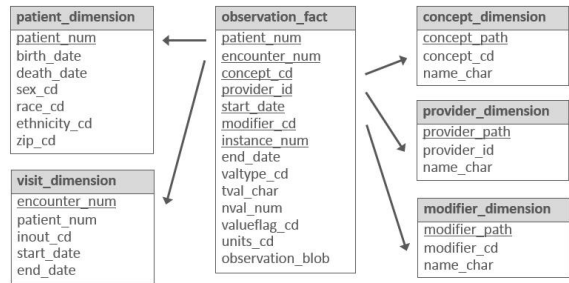 patient_dimension
patient_num
birth_date
death_date
sex_cd
race_cd
ethnicity_cd
zip_cd
visit_dimension
encounter_num
patient_num
inout_cd
start_date
end_date
observation_fact
patient_num
encounter_num
concept_cd
provider_id
start_date
modifier_cd
instance_num
end_date
valtype_cd
tval_char
nval_num
valueflag_cd
units_cd
observation_blob
concept_dimension
concept_path
concept_cd
name_char
provider_dimension
provider_path
provider_id
name_char
modifier_dimension
modifier_path
modifier_cd
name_char